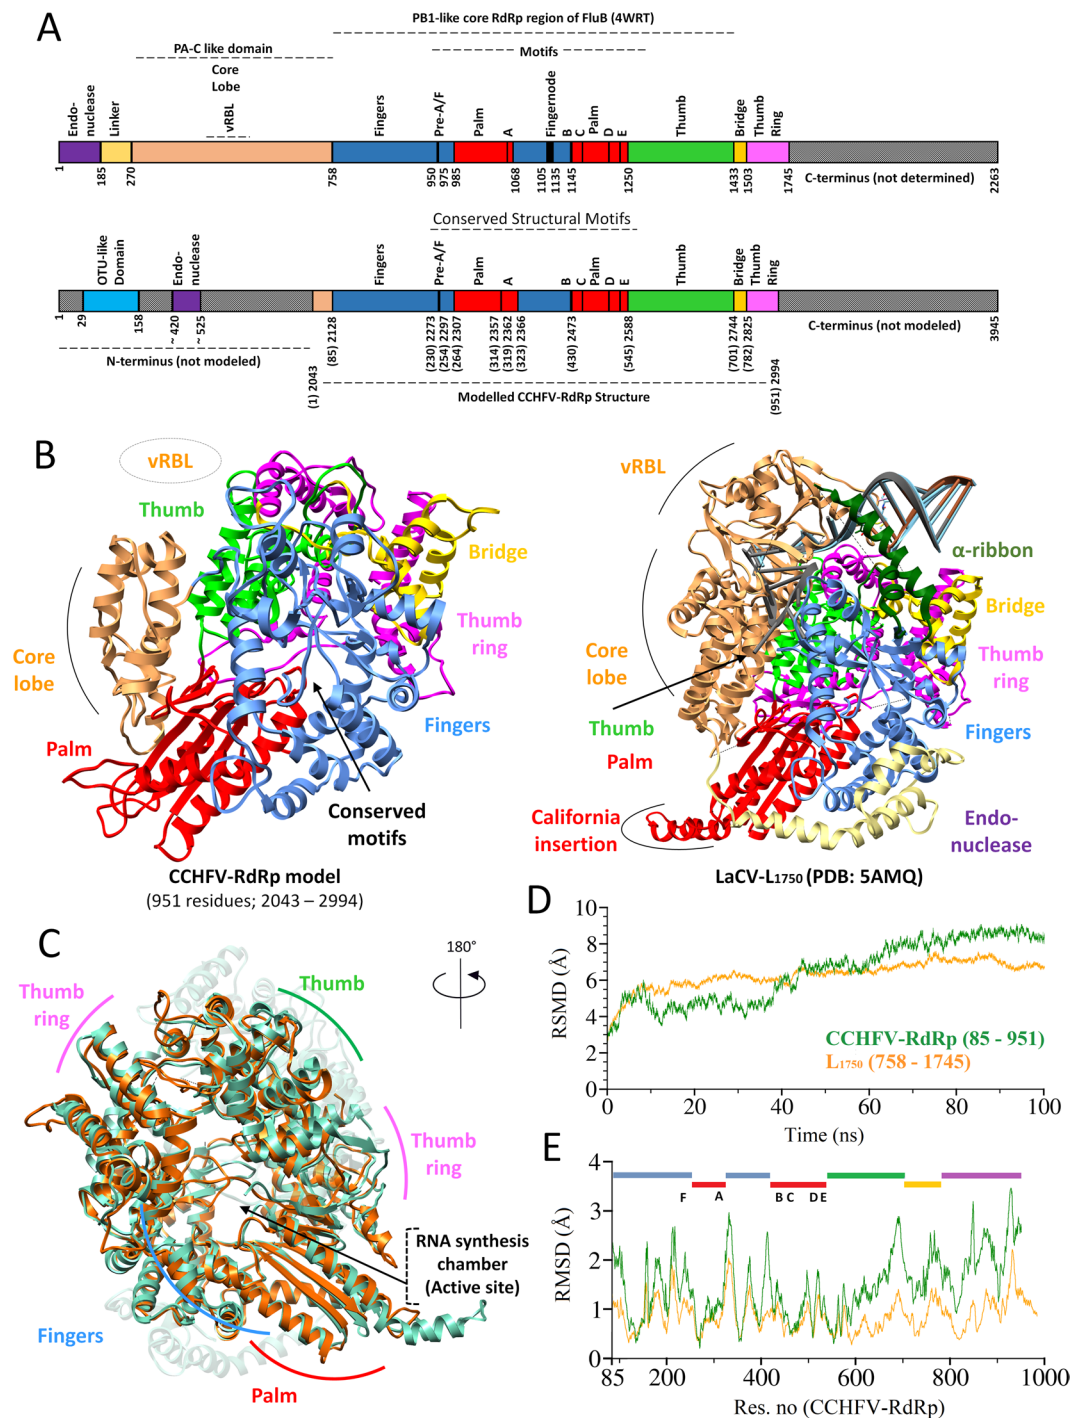 A
PB1-like core RdRp region of FluB (4WRT)
PA-C like domain
Motifs
Core
Lobe
vRBL
Endo-
nuclease
Linker
Fingers
Pre-A/F
Palm
A
Fingernode
B
C
Palm
D
E
Thumb
Bridge
Thumb
Ring
C-terminus (not determined)
1
185
270
758
950
975
985
1068
1105
1135
1145
1250
1433
1503
1745
2263
Conserved Structural Motifs
OTU-like
Domain
Endo-
nuclease
Fingers
Pre-A/F
Palm
A
B
C
Palm
D
E
Thumb
Bridge
Thumb
Ring
C-terminus (not modeled)
1
29
158
~ 420
~ 525
(1) 2043
(85) 2128
(230) 2273
(254) 2297
(264) 2307
(314) 2357
(319) 2362
(323) 2366
(430) 2473
(545) 2588
(701) 2744
(782) 2825
(951) 2994
3945
N-terminus (not modeled)
Modelled CCHFV-RdRp Structure
B
vRBL
Thumb
Bridge
Thumb
ring
Core
lobe
Fingers
Palm
Conserved
motifs
CCHFV-RdRp model
(951 residues; 2043 – 2994)
vRBL
α-ribbon
Bridge
Core
lobe
Thumb
ring
Thumb
Fingers
Palm
California
insertion
Endo-
nuclease
LaCV-L1750 (PDB: 5AMQ)
C
180°
Thumb
ring
Thumb
Thumb
ring
RNA synthesis
chamber
(Active site)
Fingers
Palm
D
RSMD (Å)
10
8
6
4
2
0
CCHFV-RdRp (85 - 951)
L1750 (758 - 1745)
0
20
40
60
80
100
Time (ns)
E
RMSD (Å)
4
3
2
1
0
F
A
B
C
D
E
85
200
400
600
800
1000
Res. no (CCHFV-RdRp)